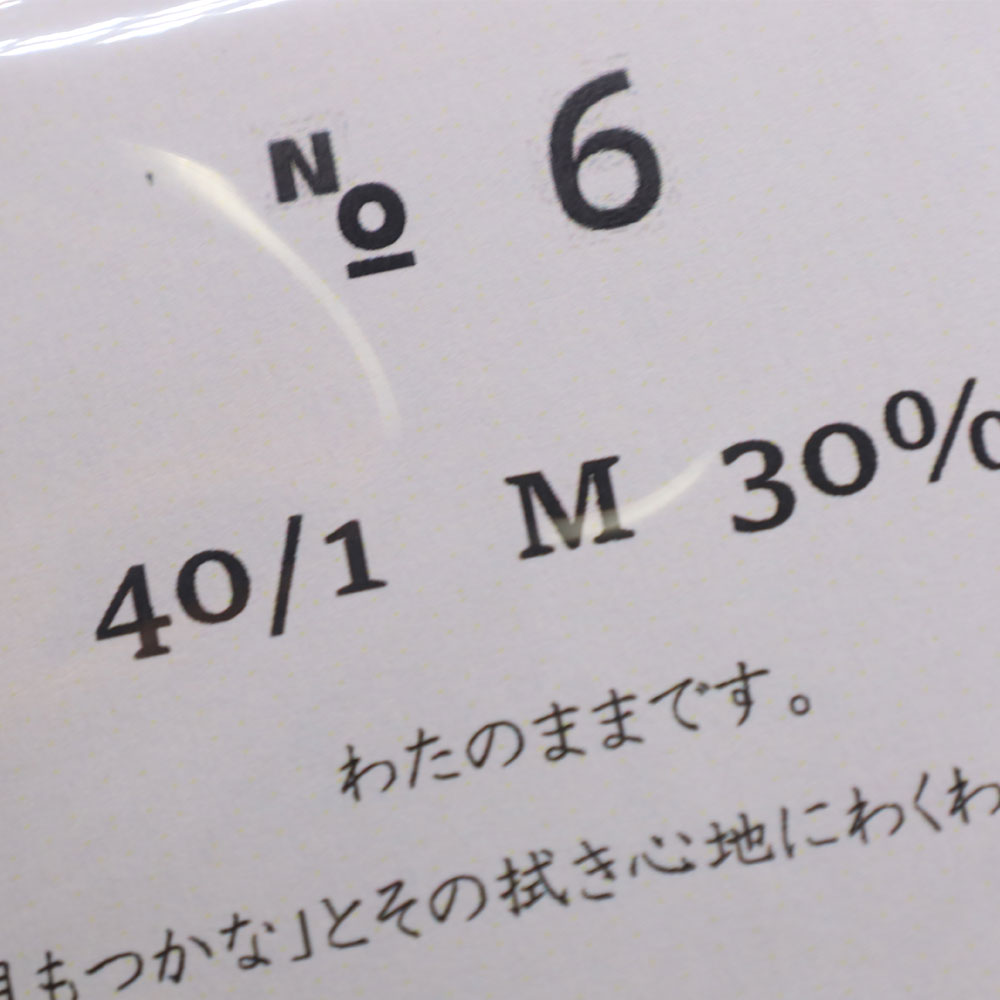 № 6
40/1 M 30%
わたのままです。
もつかな」とその拭き心地にわくわ